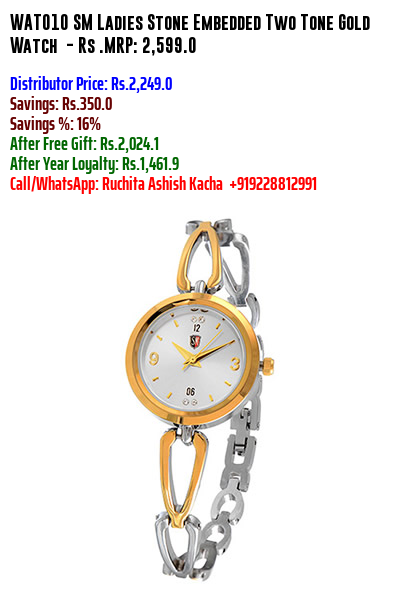 WAT010 SM Ladies Stone Embedded Two Tone Gold
Watch - Rs .MRP: 2,599.0
Distributor Price: Rs.2,249.0
Savings: Rs.350.0
Savings %: 16%
After Free Gift: Rs.2,024.1
After Year Loyalty: Rs.1,461.9
Call/WhatsApp: Ruchita Ashish Kacha +919228812991
12
9
3
06